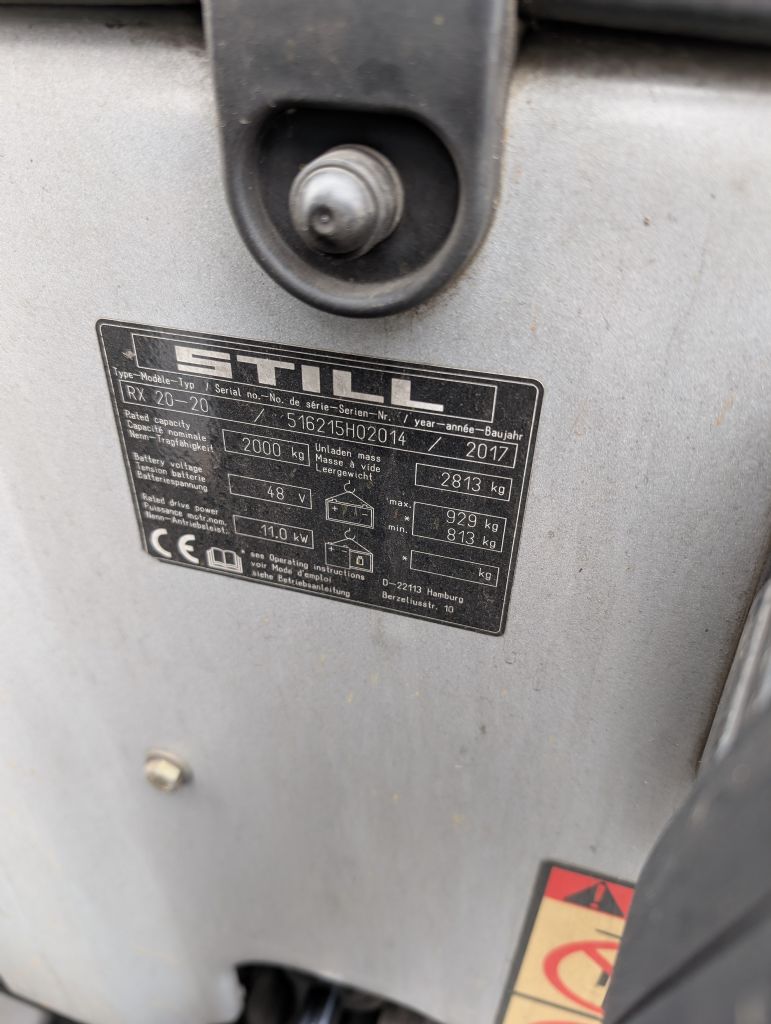 STILL
Type-Modèle-Typ / Serial no.-No. de série-Serien-Nr. / year-année-Baujahr
RX 20-20 / 516215H02014 / 2017
Rated capacity
Capacité nominale
Nenn-Tragfähigkeit
2000 kg
Unladen mass
Masse à vide
Leergewicht
2813 kg
Battery voltage
Tension batterie
Batteriespannung
48 V
max. 929 kg
*
min. 813 kg
Rated drive power
Puissance motr.nom.
Nenn-Antriebsleist.
11.0 kW
* kg
CE
* see Operating instructions
voir Mode d'emploi
siehe Betriebsanleitung
D-22113 Hamburg
Berzeliusstr. 10